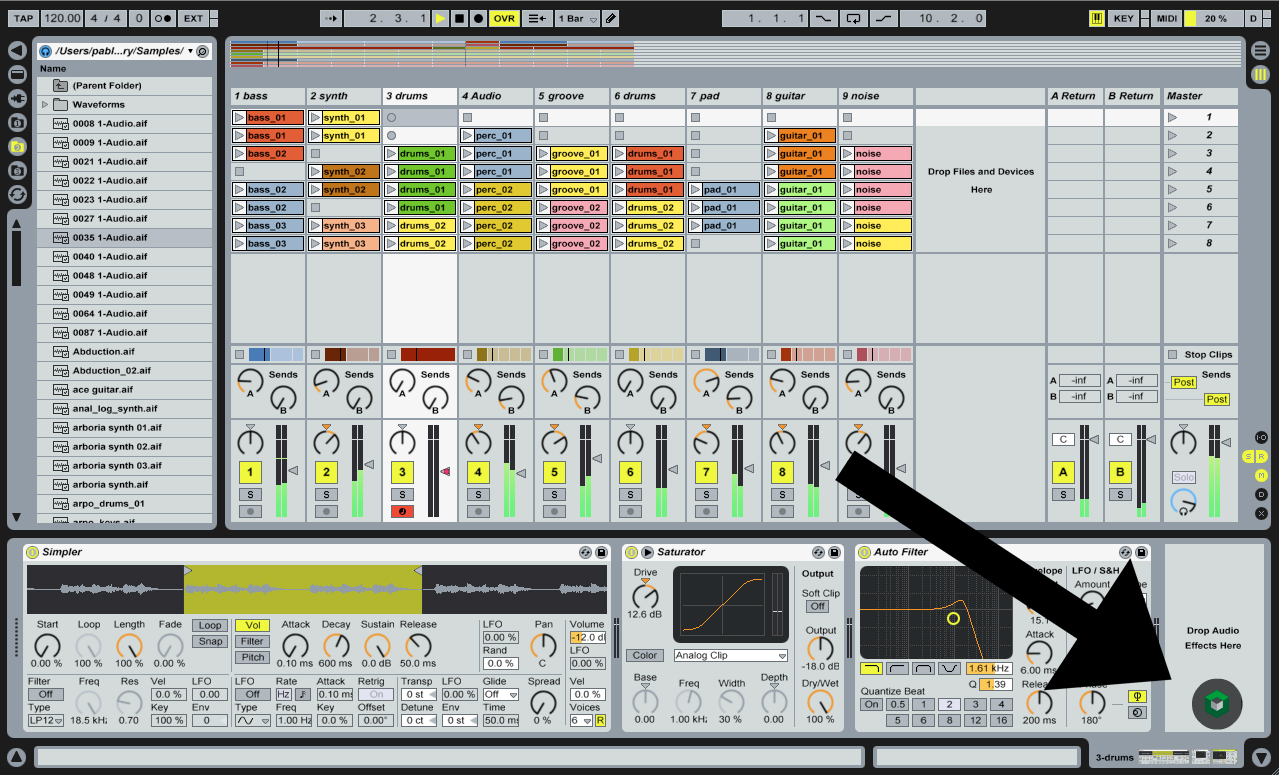 TAP 120.00 4 / 4 0 EXT
2. 3. 1 OVR 1 Bar
1. 1. 1 10. 2. 0
KEY MIDI 20 % D
/Users/pabl...ry/Samples/
Name
(Parent Folder)
Waveforms
0008 1-Audio.aif
0009 1-Audio.aif
0021 1-Audio.aif
0022 1-Audio.aif
0023 1-Audio.aif
0027 1-Audio.aif
0035 1-Audio.aif
0040 1-Audio.aif
0048 1-Audio.aif
0049 1-Audio.aif
0064 1-Audio.aif
0087 1-Audio.aif
Abduction.aif
Abduction_02.aif
ace guitar.aif
anal_log_synth.aif
arboria synth 01.aif
arboria synth 02.aif
arboria synth 03.aif
arboria synth.aif
arpo_drums_01
arpo_keys.aif
1 bass 2 synth 3 drums 4 Audio 5 groove 6 drums 7 pad 8 guitar 9 noise A Return B Return Master
bass_01 synth_01 1
bass_01 synth_01 perc_01 guitar_01 2
bass_02 drums_01 perc_01 groove_01 drums_01 guitar_01 noise 3
synth_02 drums_01 perc_01 groove_01 drums_01 guitar_01 noise 4
bass_02 synth_02 drums_01 perc_02 groove_01 drums_01 pad_01 guitar_01 noise 5
bass_02 drums_01 perc_02 groove_02 drums_02 pad_01 guitar_01 noise 6
bass_03 synth_03 drums_02 perc_02 groove_02 drums_02 pad_01 guitar_01 noise 7
bass_03 synth_03 drums_02 perc_02 groove_02 drums_02 guitar_01 noise 8
Drop Files and Devices
Here
Stop Clips
Sends Sends Sends Sends Sends Sends Sends Sends Sends Sends
A A A A A A A A A A -inf A -inf Post
B B B B B B B B B B -inf B -inf Post
C C
1 2 3 4 5 6 7 8 A B
S S S S S S S S S S Solo
I-O
S R
M
D
X
Simpler
Start Loop Length Fade Loop
Snap
0.00 % 100 % 100 % 0.00 %
Vol
Filter
Pitch
Attack Decay Sustain Release
0.10 ms 600 ms 0.0 dB 50.0 ms
LFO
0.00 %
Rand
0.0 %
Pan
C
Volume
-12.0 dB
LFO
0.00 %
Filter Freq Res Vel LFO
Off 0.0 % 0.00
Type Key Env
LP12 18.5 kHz 0.70 100 % 0
LFO Rate Attack Retrig
Off Hz 0.10 ms On
Type Freq Key Offset
1.00 Hz 0.0 % 0.00°
Transp LFO Glide Spread Vel
0 st 0.00 % Off 0.0 %
Detune Env Time Voices
0 ct 0 st 50.0 ms 0 % 6 R
Saturator
Drive
12.6 dB
Color Analog Clip
Base Freq Width Depth
0.00 1.00 kHz 30 % 0.00
Output
Soft Clip
Off
Output
-18.0 dB
Dry/Wet
100 %
Auto Filter
1.61 kHz
Q 1.39
Quantize Beat
On 0.5 1 2 3 4
5 6 8 12 16
Attack
6.00 ms
200 ms
LFO / S&H
Amount
180°
Drop Audio
Effects Here
3-drums